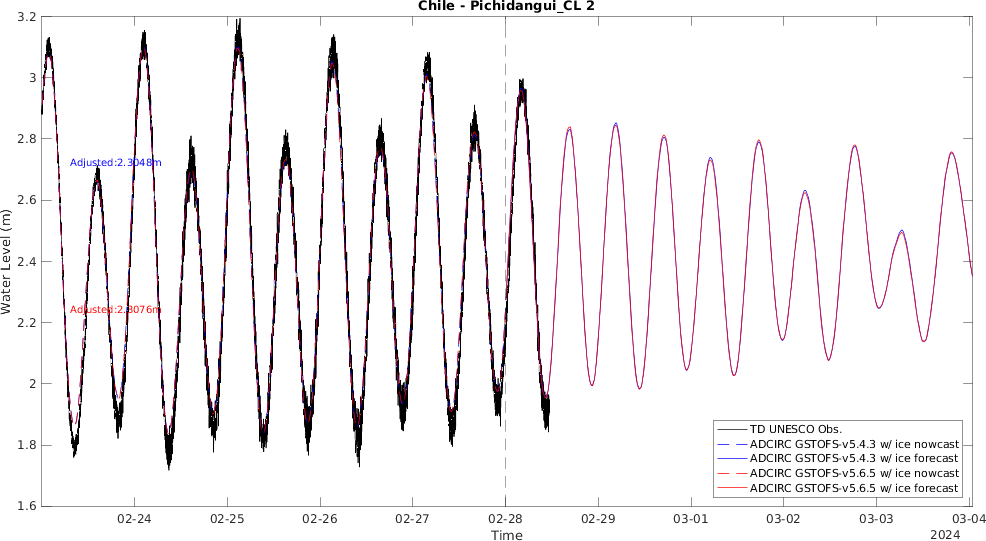 Chile - Pichidangui_CL 2
3.2
3
2.8
2.6
2.4
2.2
2
1.8
1.6
Water Level (m)
Adjusted:2.3048m
Adjusted:2.3076m
TD UNESCO Obs.
ADCIRC GSTOFS-v5.4.3 w/ ice nowcast
ADCIRC GSTOFS-v5.4.3 w/ ice forecast
ADCIRC GSTOFS-v5.6.5 w/ ice nowcast
ADCIRC GSTOFS-v5.6.5 w/ ice forecast
02-24 02-25 02-26 02-27 02-28 02-29 03-01 03-02 03-03 03-04
Time
2024